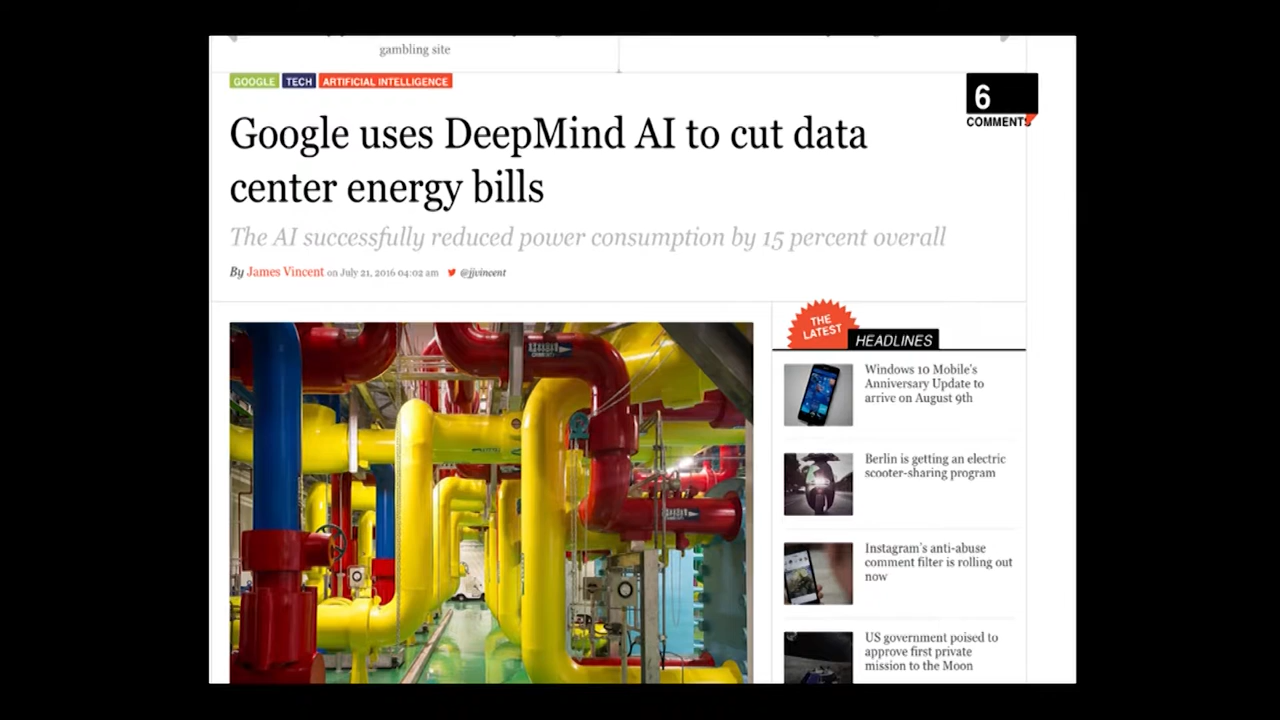 gambling site
GOOGLE TECH ARTIFICIAL INTELLIGENCE
6
COMMENTS
Google uses DeepMind AI to cut data
center energy bills
The AI successfully reduced power consumption by 15 percent overall
By James Vincent on July 21, 2016 04:02 am @jjvincent
THE
LATEST
HEADLINES
Windows 10 Mobile's
Anniversary Update to
arrive on August 9th
Berlin is getting an electric
scooter-sharing program
Instagram's anti-abuse
comment filter is rolling out
now
US government poised to
approve first private
mission to the Moon